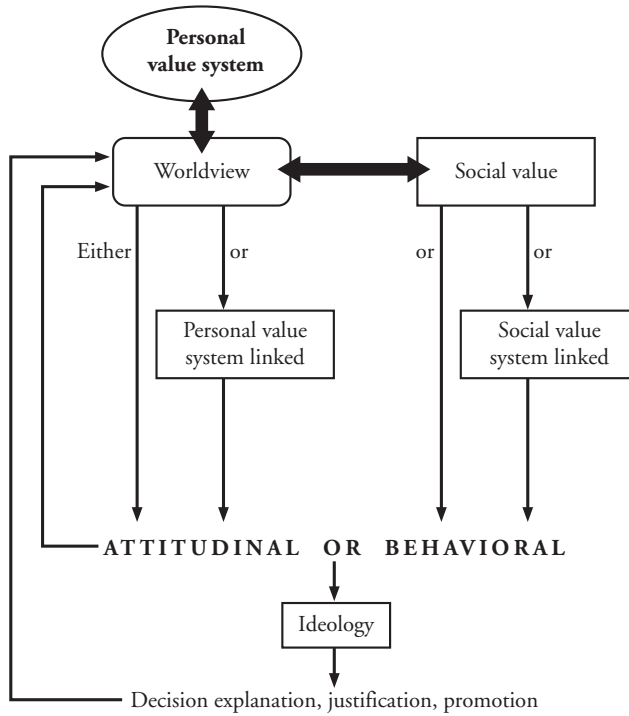 Personal
value system
Worldview
Social value
Either
or
or
or
Personal value
system linked
Social value
system linked
ATTITUDINAL OR BEHAVIORAL
Ideology
Decision explanation, justification, promotion